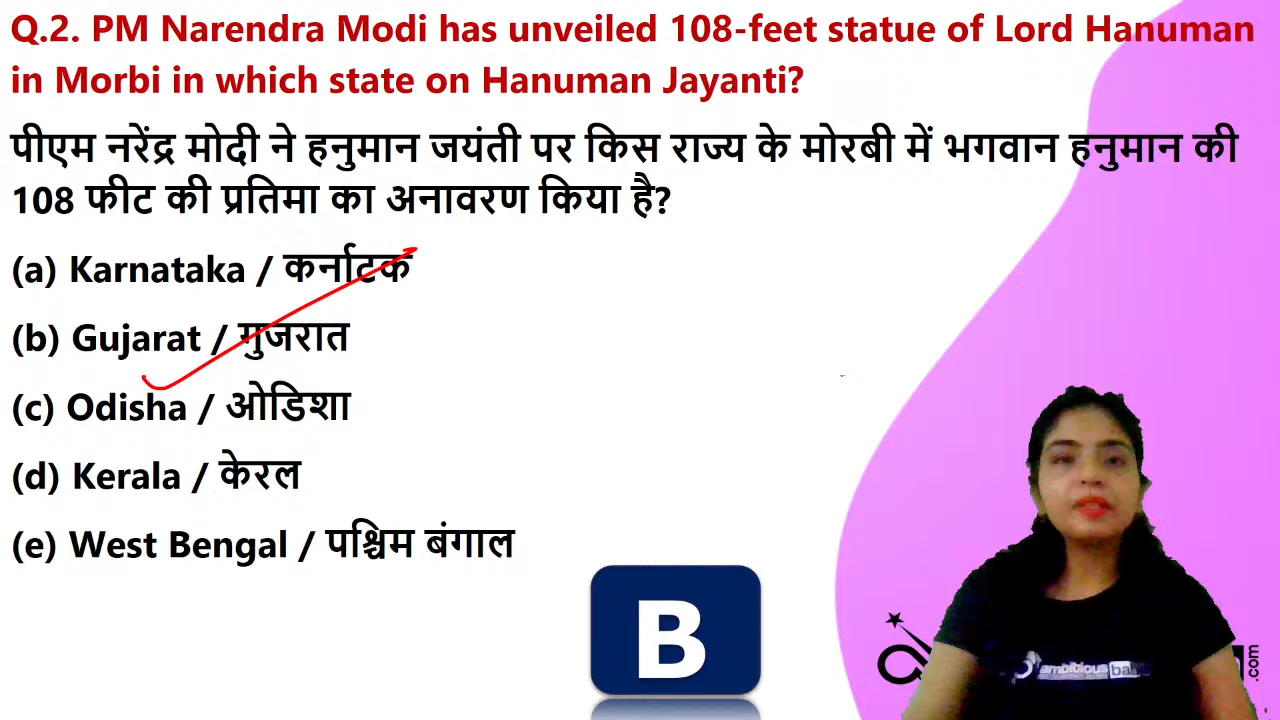 Q.2. PM Narendra Modi has unveiled 108-feet statue of Lord Hanuman
in Morbi in which state on Hanuman Jayanti?
पीएम नरेंद्र मोदी ने हनुमान जयंती पर किस राज्य के मोरबी में भगवान हनुमान की
108 फीट की प्रतिमा का अनावरण किया है?
(a) Karnataka / कर्नाटक
(b) Gujarat / गुजरात
(c) Odisha / ओडिशा
(d) Kerala / केरल
(e) West Bengal / पश्चिम बंगाल
B
ambitious
.com